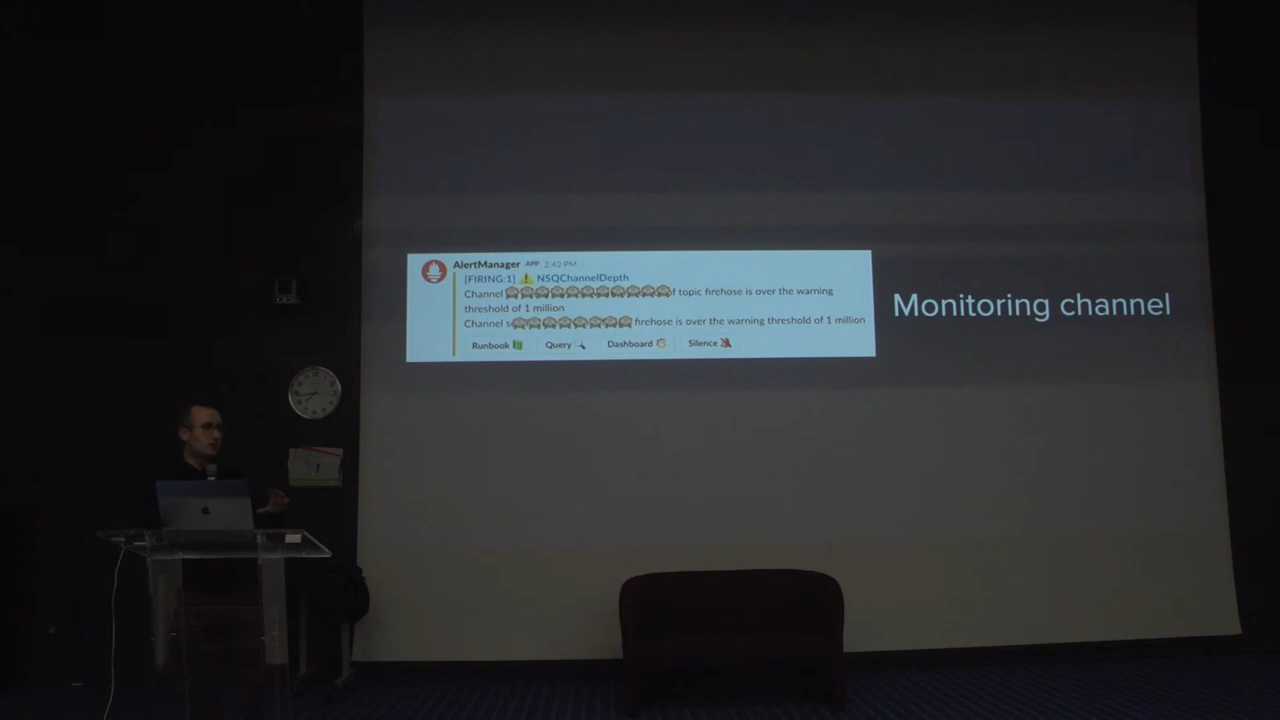 AlertManager APP 2:42 PM
[FIRING:1] NSQChannelDepth
Channel of topic firehose is over the warning
threshold of 1 million
Channel s firehose is over the warning threshold of 1 million
Runbook Query Dashboard Silence
Monitoring channel